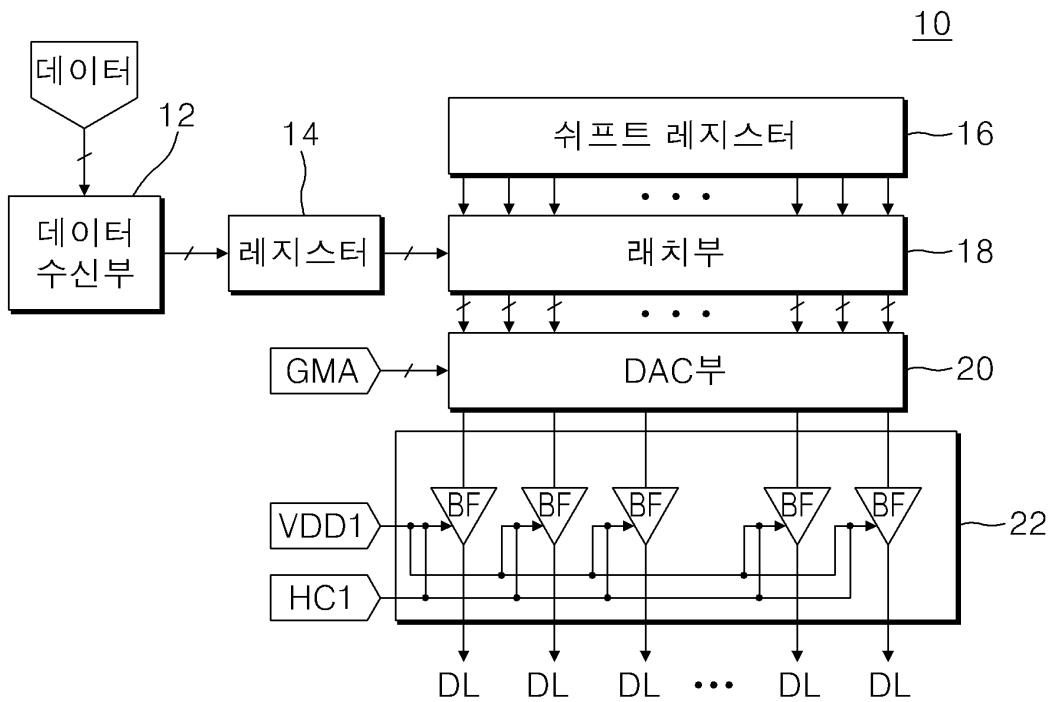 10
데이터
12
14
쉬프트 레지스터
16
데이터
수신부
레지스터
래치부
18
GMA
DAC부
20
BF BF BF BF BF
VDD1
22
HC1
DL DL DL DL DL